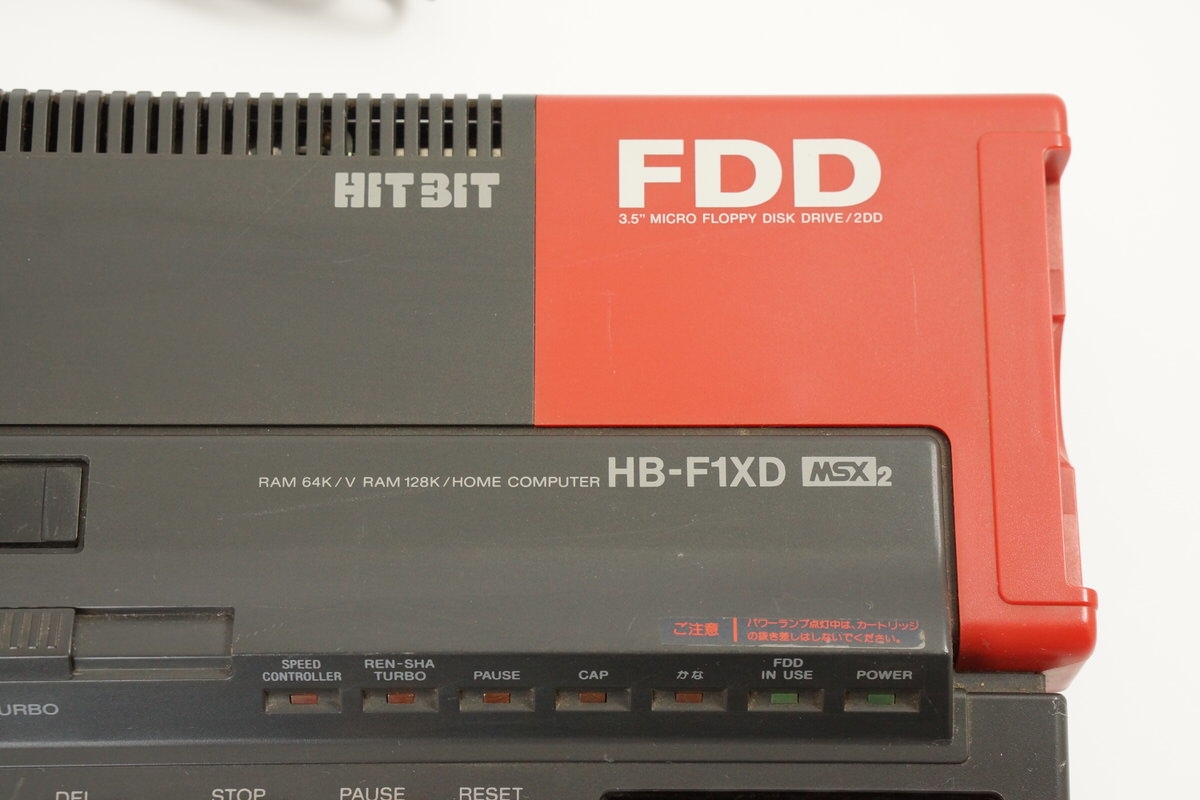 HITBIT
FDD
3.5" MICRO FLOPPY DISK DRIVE/2DD
RAM 64K/V RAM 128K/HOME COMPUTER HB-F1XD MSX2
ご注意
パワーランプ点灯中は、カートリッジ
の抜き差しはしないでください。
SPEED
CONTROLLER
REN-SHA
TURBO
PAUSE
CAP
かな
FDD
IN USE
POWER
URBO
DEL
STOP
PAUSE
RESET